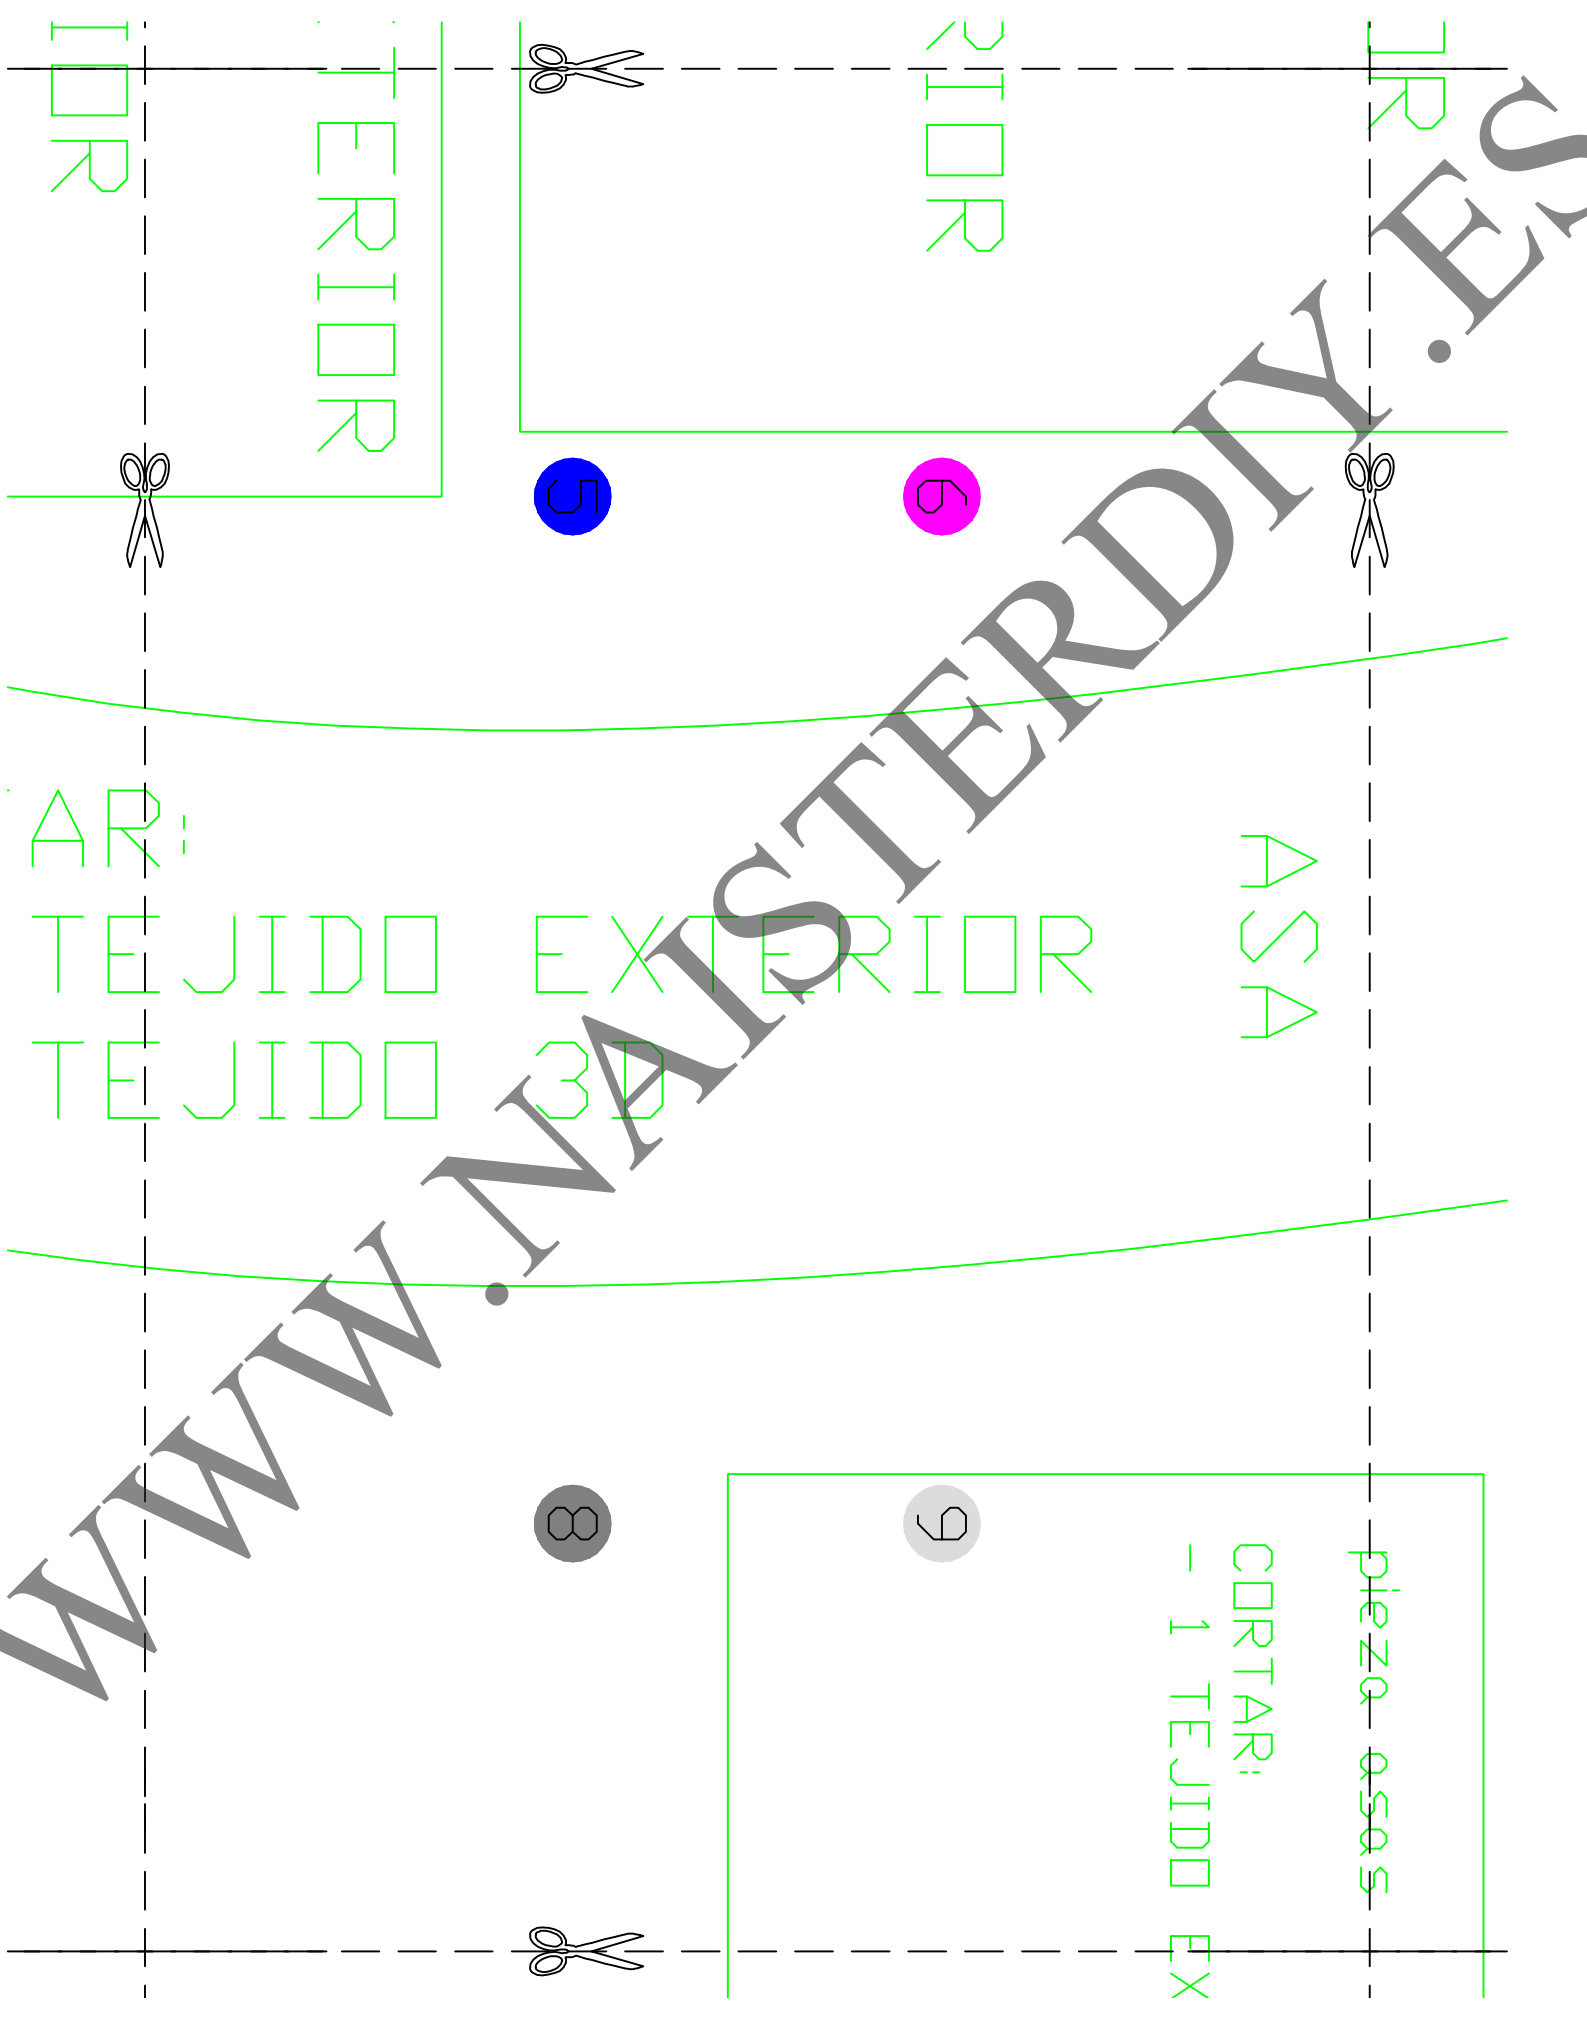 IOR
TERIOR
RIOR
R
5
6
AR:
TEJIDO EXTERIOR
TEJIDO 3D
ASA
WWW.NAISTERDIY.ES
8
9
pieza asas
CORTAR:
- 1 TEJIDO EX